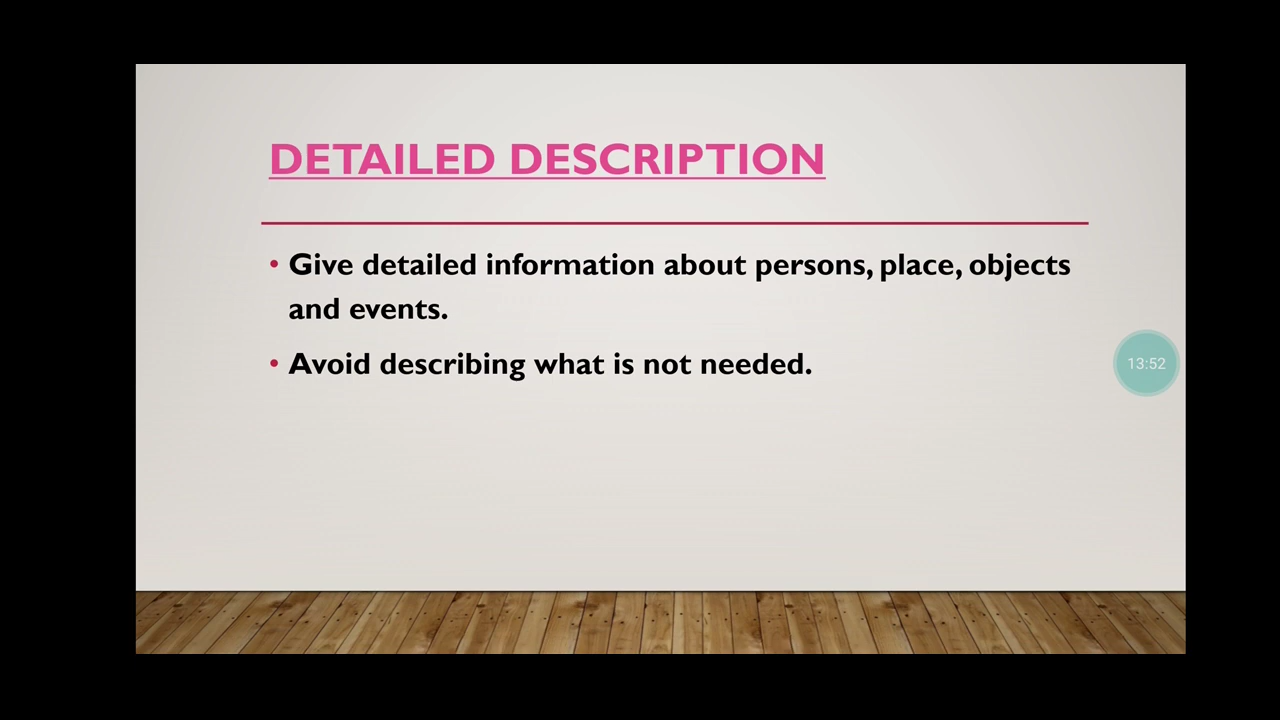 DETAILED DESCRIPTION
• Give detailed information about persons, place, objects
and events.
• Avoid describing what is not needed.
13:52